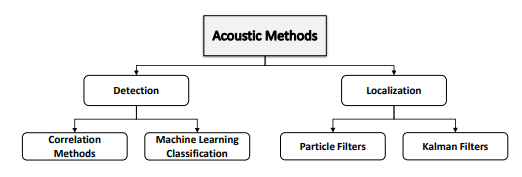 Acoustic Methods
Detection
Localization
Correlation
Methods
Machine Learning
Classification
Particle Filters
Kalman Filters